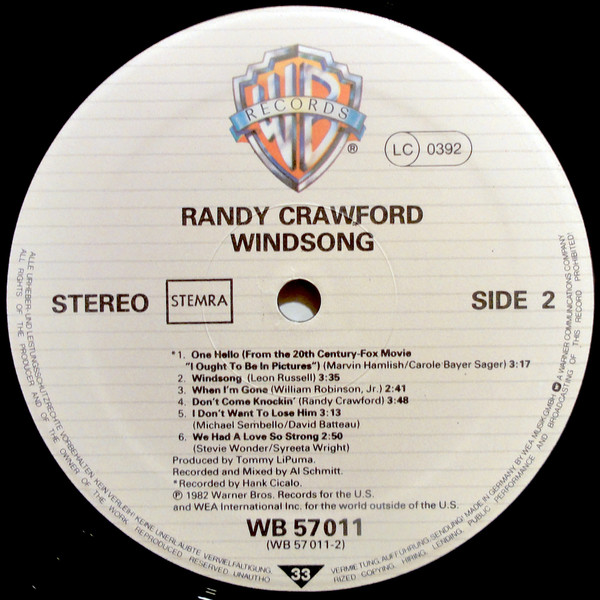 WB
RECORDS
®
LC 0392
RANDY CRAWFORD
WINDSONG
STEREO STEMRA SIDE 2
*1. One Hello (From the 20th Century-Fox Movie
"I Ought To Be In Pictures") (Marvin Hamlish/Carole Bayer Sager) 3:17
2. Windsong (Leon Russell) 3:35
3. When I'm Gone (William Robinson, Jr.) 2:41
4. Don't Come Knockin' (Randy Crawford) 3:48
5. I Don't Want To Lose Him 3:13
(Michael Sembello/David Batteau)
6. We Had A Love So Strong 2:50
(Stevie Wonder/Syreeta Wright)
Produced by Tommy LiPuma.
Recorded and Mixed by Al Schmitt.
*Recorded by Hank Cicalo.
℗ 1982 Warner Bros. Records for the U.S.
and WEA International Inc. for the world outside of the U.S.
WB 57 011
(WB 57 011-2)
33
ALLE URHEBER- UND LEISTUNGSSCHUTZRECHTE VORBEHALTEN. KEIN VERLEIH! KEINE UNERLAUBTE VERVIELFÄLTIGUNG,
VERMIETUNG, AUFFÜHRUNG, SENDUNG! MADE IN GERMANY BY WEA MUSIK GMBH A WARNER COMMUNICATIONS COMPANY
ALL RIGHTS OF THE PRODUCER AND OF THE OWNER OF THE WORK REPRODUCED RESERVED. UNAUTHO
RIZED COPYING, HIRING, LENDING, PUBLIC PERFORMANCE AND BROADCASTING OF THIS RECORD PROHIBITED!